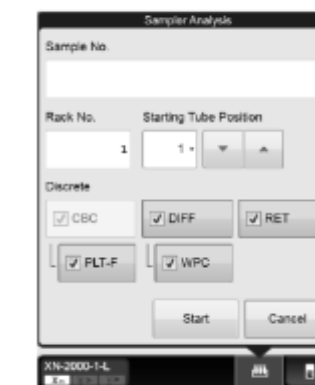 Sampler Analysis
Sample No.
Rack No. Starting Tube Position
1 1
Discrete
CBC DIFF RET
PLT-F WPC
Start Cancel
XN-2000-1-L